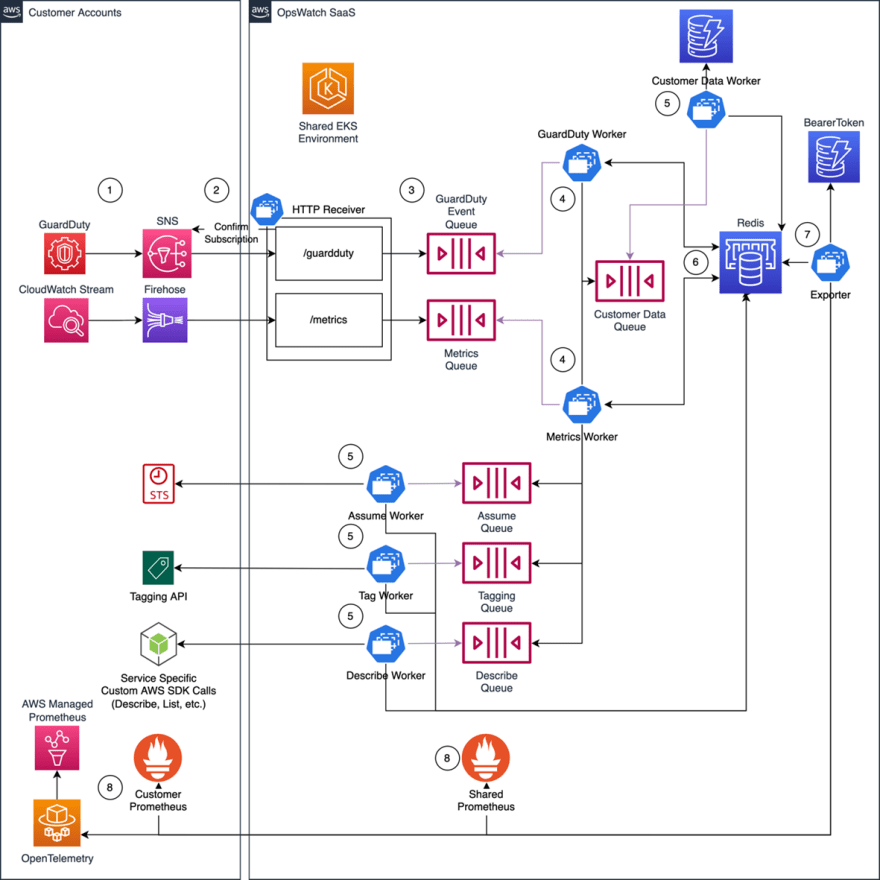 aws
Customer Accounts
aws
OpsWatch SaaS
Customer Data Worker
5
BearerToken
Shared EKS
Environment
GuardDuty Worker
1
2
3
4
HTTP Receiver
GuardDuty
Event
Queue
GuardDuty
SNS
Confirm
Subscription
/guardduty
Redis
7
6
Exporter
CloudWatch Stream
Firehose
/metrics
Customer Data
Queue
Metrics
Queue
4
Metrics Worker
5
STS
Assume Worker
Assume
Queue
5
Tagging API
Tag Worker
Tagging
Queue
5
Service Specific
Custom AWS SDK Calls
(Describe, List, etc.)
Describe Worker
Describe
Queue
AWS Managed
Prometheus
8
8
Customer
Prometheus
Shared
Prometheus
OpenTelemetry